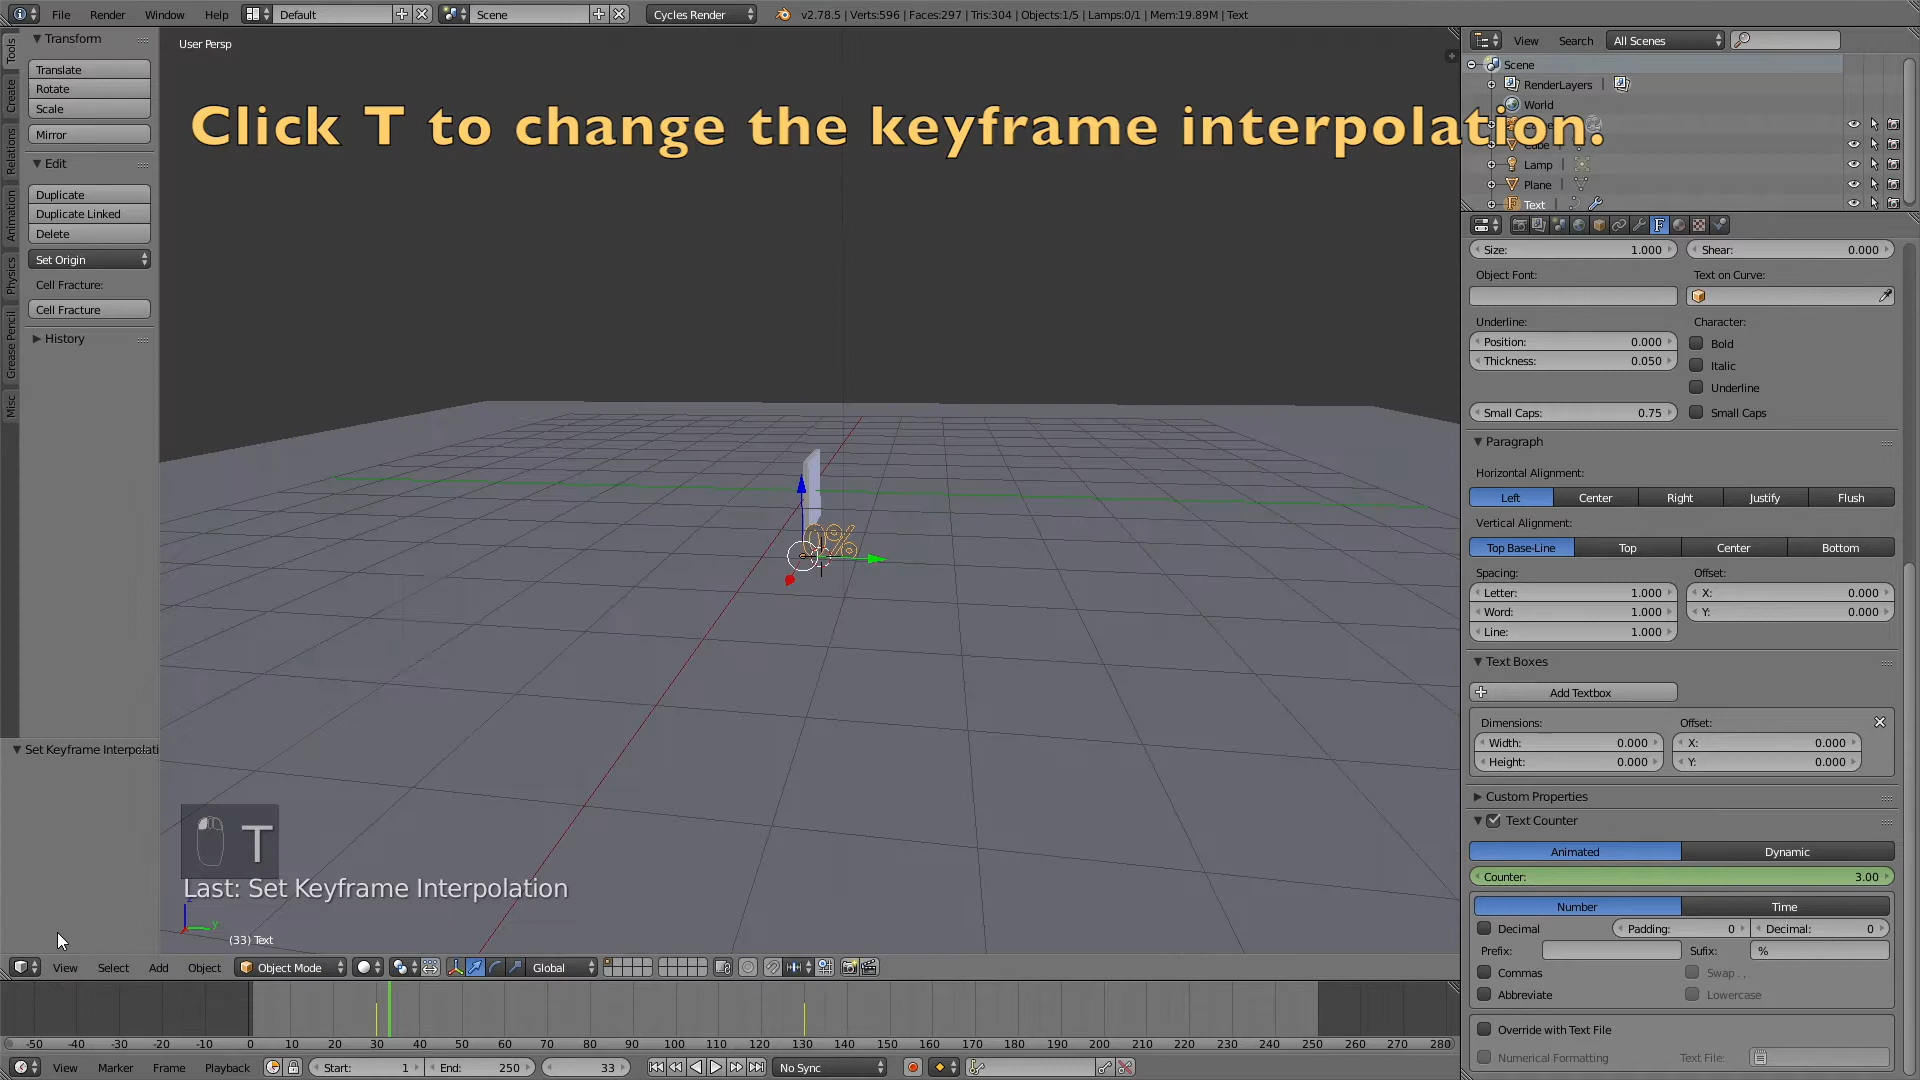 File Render Window Help Default Scene Cycles Render v2.78.5 | Verts:596 | Faces:297 | Tris:304 | Objects:1/5 | Lamps:0/1 | Mem:19.89M | Text
Transform
Translate
Rotate
Scale
Mirror
Edit
Duplicate
Duplicate Linked
Delete
Set Origin
Cell Fracture:
Cell Fracture
History
Tools
Create
Relations
Animation
Physics
Grease Pencil
Misc
Set Keyframe Interpolati
User Persp
Click T to change the keyframe interpolation.
0%
T
Last: Set Keyframe Interpolation
y
(33) Text
View Select Add Object Object Mode Global
-50 -40 -30 -20 -10 0 10 20 30 40 50 60 70 80 90 100 110 120 130 140 150 160 170 180 190 200 210 220 230 240 250 260 270 280
View Marker Frame Playback Start: 1 End: 250 33 No Sync
View Search All Scenes
Scene
RenderLayers |
World
Cube
Lamp |
Plane |
Text |
F
Size: 1.000 Shear: 0.000
Object Font: Text on Curve:
Underline: Character:
Position: 0.000 Bold
Thickness: 0.050 Italic
Underline
Small Caps: 0.75 Small Caps
Paragraph
Horizontal Alignment:
Left Center Right Justify Flush
Vertical Alignment:
Top Base-Line Top Center Bottom
Spacing: Offset:
Letter: 1.000 X: 0.000
Word: 1.000 Y: 0.000
Line: 1.000
Text Boxes
Add Textbox
Dimensions: Offset:
Width: 0.000 X: 0.000
Height: 0.000 Y: 0.000
Custom Properties
Text Counter
Animated Dynamic
Counter: 3.00
Number Time
Decimal Padding: 0 Decimal: 0
Prefix: Sufix: %
Commas Swap . ,
Abbreviate Lowercase
Override with Text File
Numerical Formatting Text File: